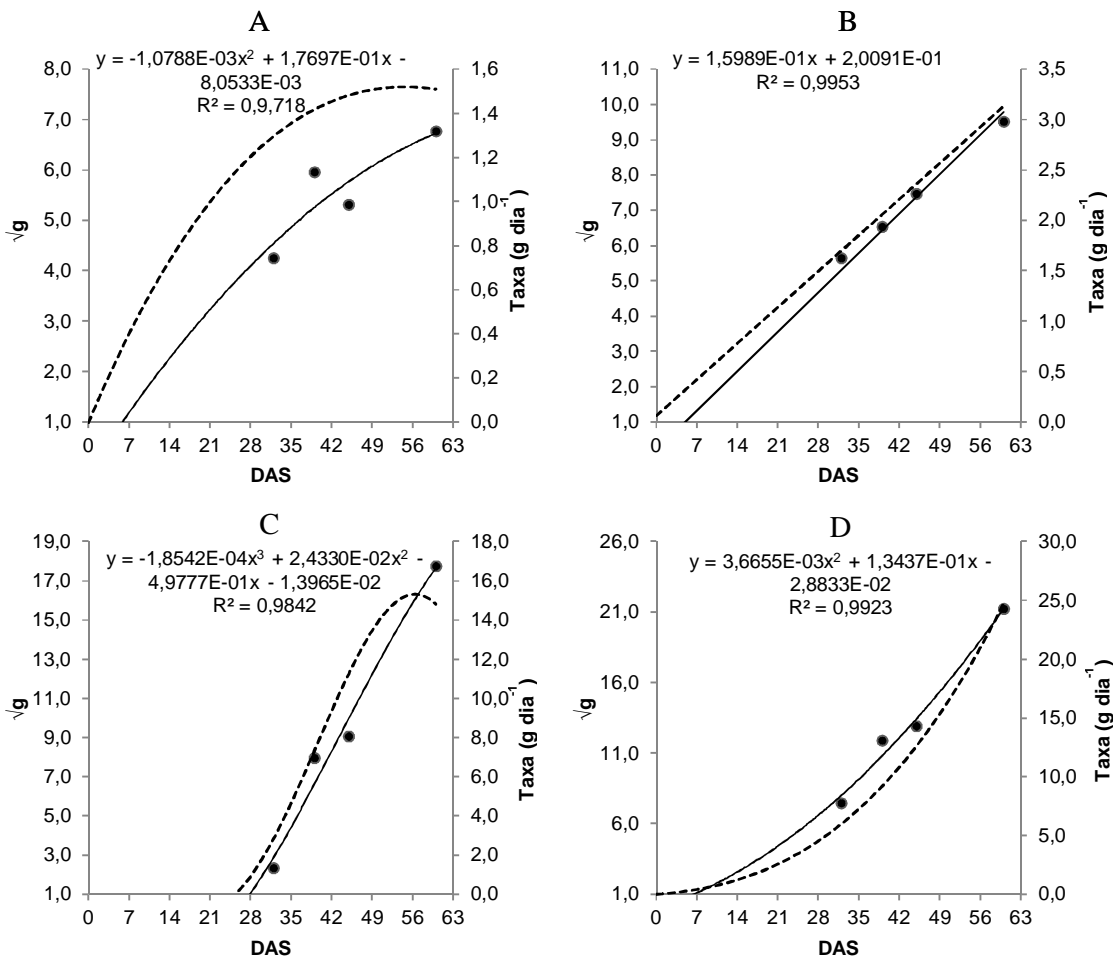 A
y = -1,0788E-03x² + 1,7697E-01x -
8,0533E-03
R² = 0,9,718
8,0
7,0
6,0
5,0
4,0
3,0
2,0
1,0
√g
1,6
1,4
1,2
1,0
0,8
0,6
0,4
0,2
0,0
Taxa (g dia⁻¹)
0 7 14 21 28 35 42 49 56 63
DAS
B
y = 1,5989E-01x + 2,0091E-01
R² = 0,9953
11,0
10,0
9,0
8,0
7,0
6,0
5,0
4,0
3,0
2,0
1,0
√g
3,5
3,0
2,5
2,0
1,5
1,0
0,5
0,0
Taxa (g dia⁻¹)
0 7 14 21 28 35 42 49 56 63
DAS
C
y = -1,8542E-04x³ + 2,4330E-02x² -
4,9777E-01x - 1,3965E-02
R² = 0,9842
19,0
17,0
15,0
13,0
11,0
9,0
7,0
5,0
3,0
1,0
√g
18,0
16,0
14,0
12,0
10,0
8,0
6,0
4,0
2,0
0,0
Taxa (g dia⁻¹)
0 7 14 21 28 35 42 49 56 63
DAS
D
y = 3,6655E-03x² + 1,3437E-01x -
2,8833E-02
R² = 0,9923
26,0
21,0
16,0
11,0
6,0
1,0
√g
30,0
25,0
20,0
15,0
10,0
5,0
0,0
Taxa (g dia⁻¹)
0 7 14 21 28 35 42 49 56 63
DAS